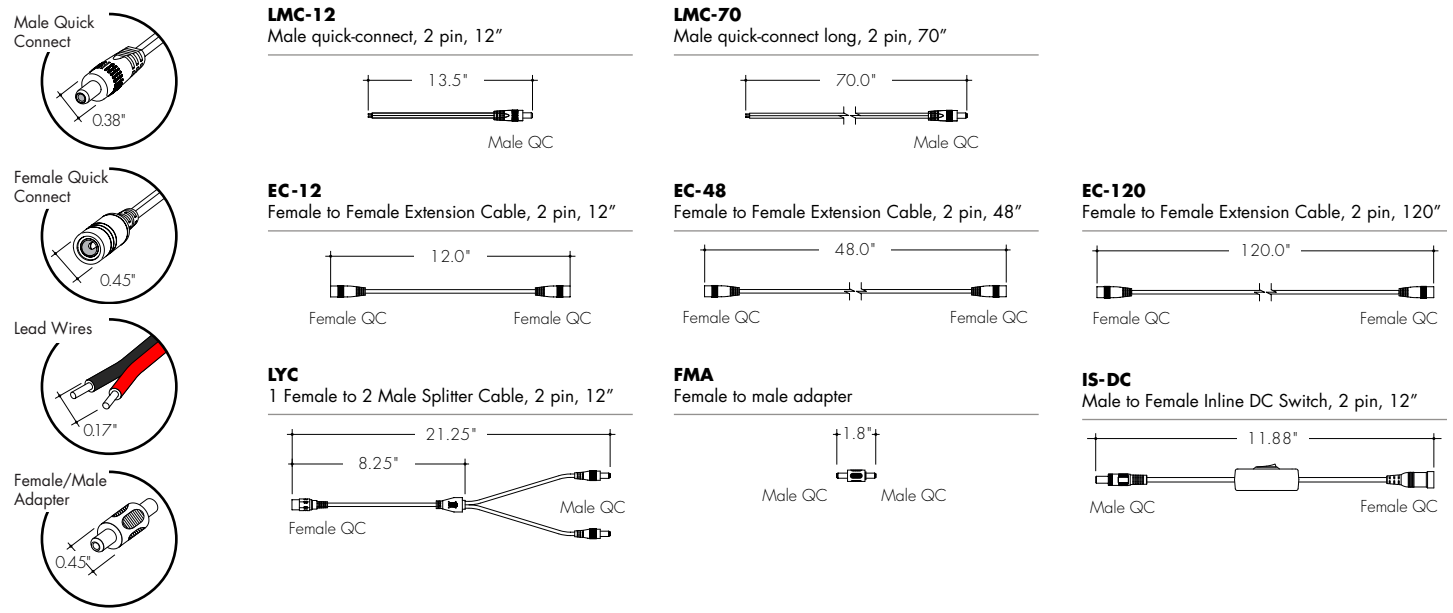 Male Quick
Connect
0.38"
Female Quick
Connect
0.45"
Lead Wires
0.17"
Female/Male
Adapter
0.45"
LMC-12
Male quick-connect, 2 pin, 12”
13.5"
Male QC
LMC-70
Male quick-connect long, 2 pin, 70”
70.0"
Male QC
EC-12
Female to Female Extension Cable, 2 pin, 12”
12.0"
Female QC Female QC
EC-48
Female to Female Extension Cable, 2 pin, 48”
48.0"
Female QC Female QC
EC-120
Female to Female Extension Cable, 2 pin, 120”
120.0"
Female QC Female QC
LYC
1 Female to 2 Male Splitter Cable, 2 pin, 12”
21.25"
8.25"
Male QC
Female QC
FMA
Female to male adapter
1.8"
Male QC Male QC
IS-DC
Male to Female Inline DC Switch, 2 pin, 12”
11.88"
Male QC Female QC